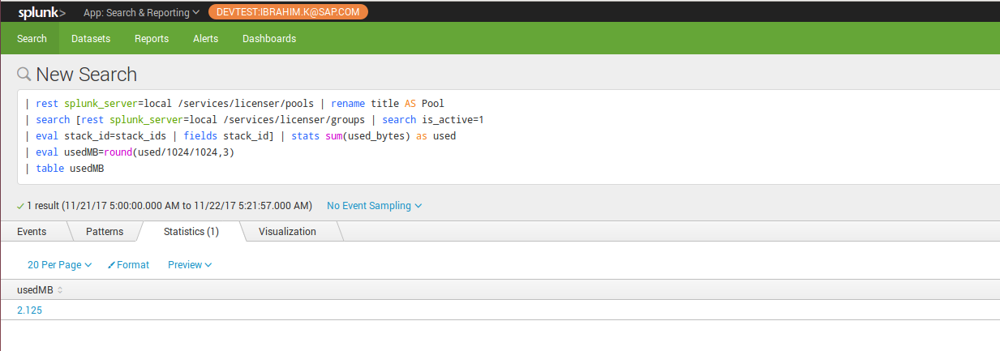 splunk> App: Search & Reporting DEVTEST:IBRAHIM.K@SAP.COM
Search Datasets Reports Alerts Dashboards
New Search
| rest splunk_server=local /services/licenser/pools | rename title AS Pool
| search [rest splunk_server=local /services/licenser/groups | search is_active=1
| eval stack_id=stack_ids | fields stack_id] | stats sum(used_bytes) as used
| eval usedMB=round(used/1024/1024,3)
| table usedMB
1 result (11/21/17 5:00:00.000 AM to 11/22/17 5:21:57.000 AM) No Event Sampling
Events Patterns Statistics (1) Visualization
20 Per Page Format Preview
usedMB
2.125